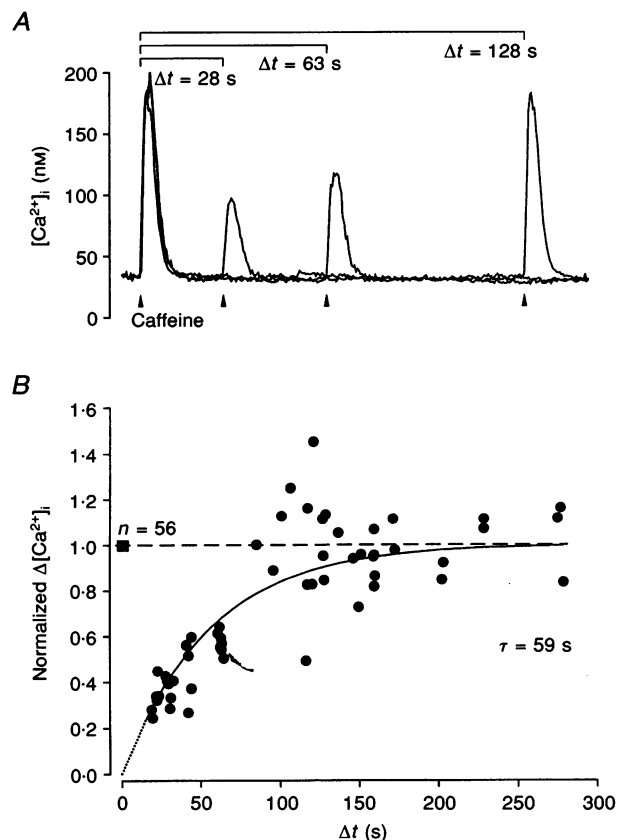 A
Δt = 128 s
Δt = 63 s
Δt = 28 s
200
150
100
50
0
[Ca²⁺]ᵢ (nM)
Caffeine
B
1·6
1·4
1·2
1·0
0·8
0·6
0·4
0·2
0·0
Normalized Δ[Ca²⁺]ᵢ
n = 56
τ = 59 s
0
50
100
150
200
250
300
Δt (s)